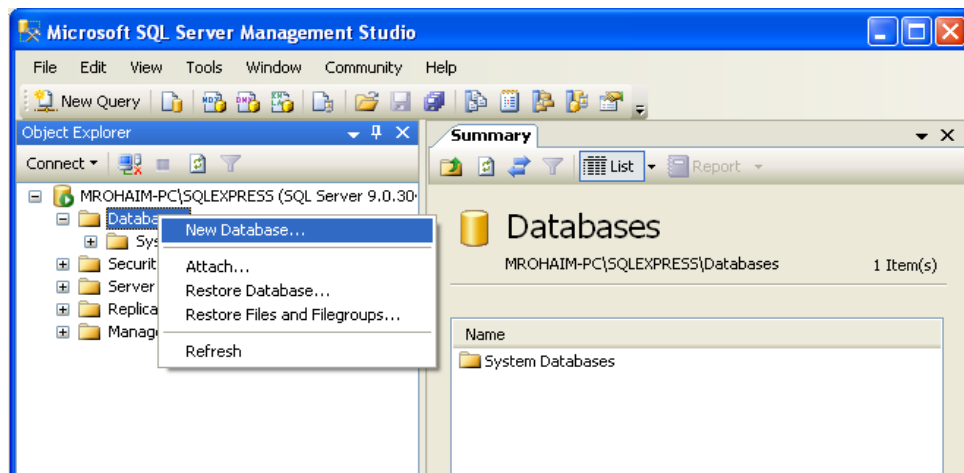 Microsoft SQL Server Management Studio
File Edit View Tools Window Community Help
New Query
Object Explorer
Summary
Connect
List Report
MROHAIM-PC\SQLEXPRESS (SQL Server 9.0.30
Databa
New Database...
Sys
Attach...
Securit
Restore Database...
Server
Restore Files and Filegroups...
Replica
Manag
Refresh
Databases
MROHAIM-PC\SQLEXPRESS\Databases 1 Item(s)
Name
System Databases